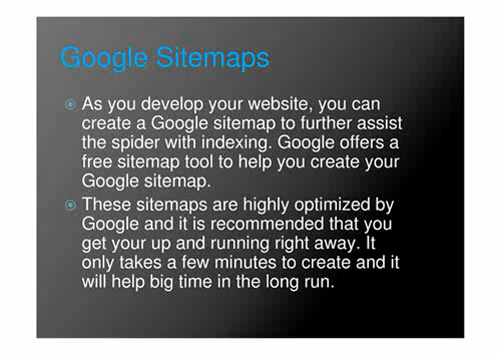 Google Sitemaps
As you develop your website, you can
create a Google sitemap to further assist
the spider with indexing. Google offers a
free sitemap tool to help you create your
Google sitemap.
These sitemaps are highly optimized by
Google and it is recommended that you
get your up and running right away. It
only takes a few minutes to create and it
will help big time in the long run.